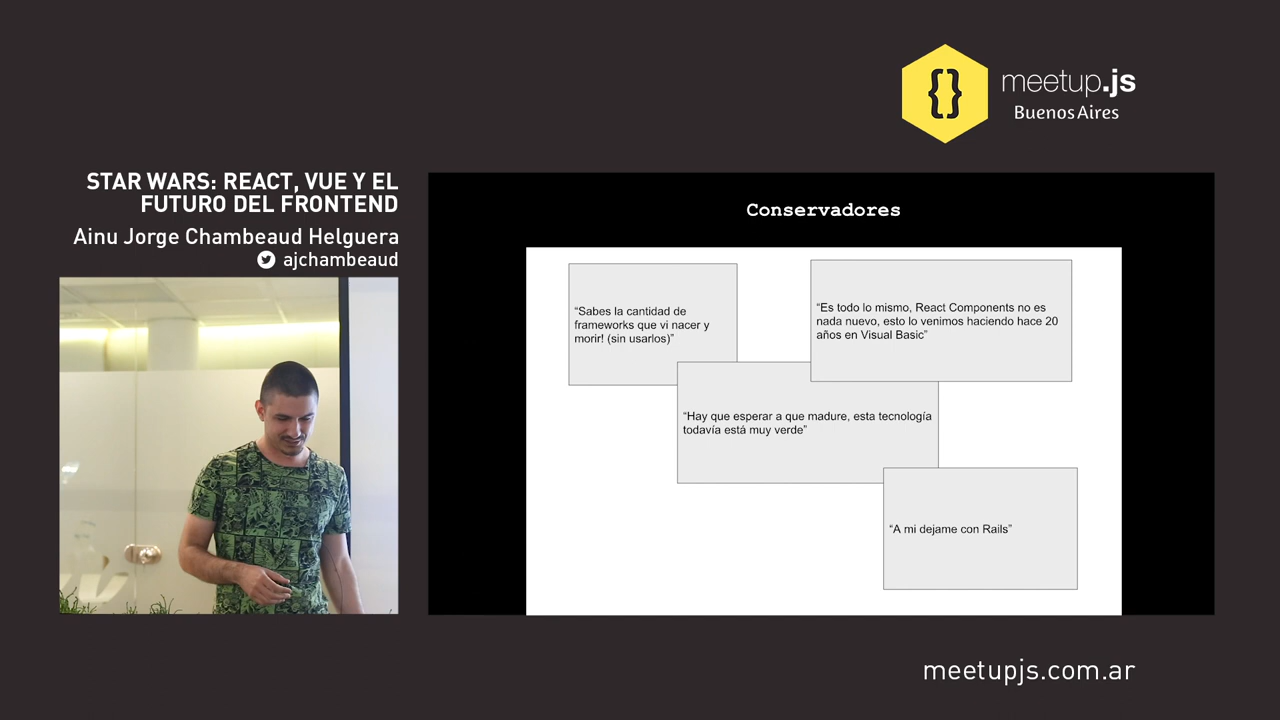 {}
meetup.js
Buenos Aires
STAR WARS: REACT, VUE Y EL
FUTURO DEL FRONTEND
Ainu Jorge Chambeaud Helguera
ajchambeaud
Conservadores
“Sabes la cantidad de
frameworks que vi nacer y
morir! (sin usarlos)”
“Es todo lo mismo, React Components no es
nada nuevo, esto lo venimos haciendo hace 20
años en Visual Basic”
“Hay que esperar a que madure, esta tecnología
todavía está muy verde”
“A mi dejame con Rails”
meetupjs.com.ar